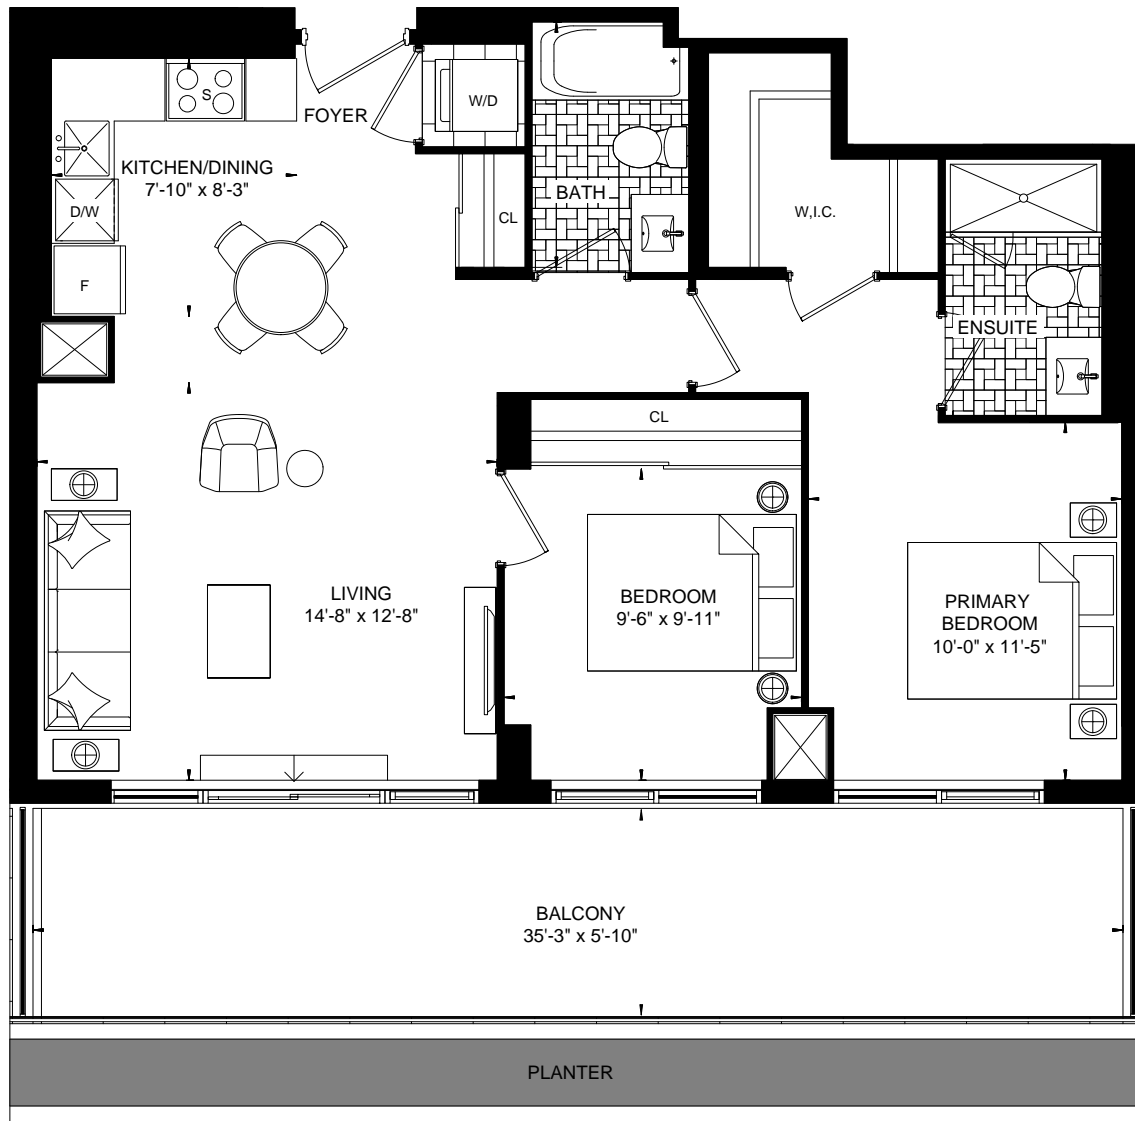 S
FOYER
W/D
KITCHEN/DINING
7'-10" x 8'-3"
BATH
D/W
CL
W,I.C.
F
ENSUITE
CL
LIVING
14'-8" x 12'-8"
BEDROOM
9'-6" x 9'-11"
PRIMARY
BEDROOM
10'-0" x 11'-5"
BALCONY
35'-3" x 5'-10"
PLANTER